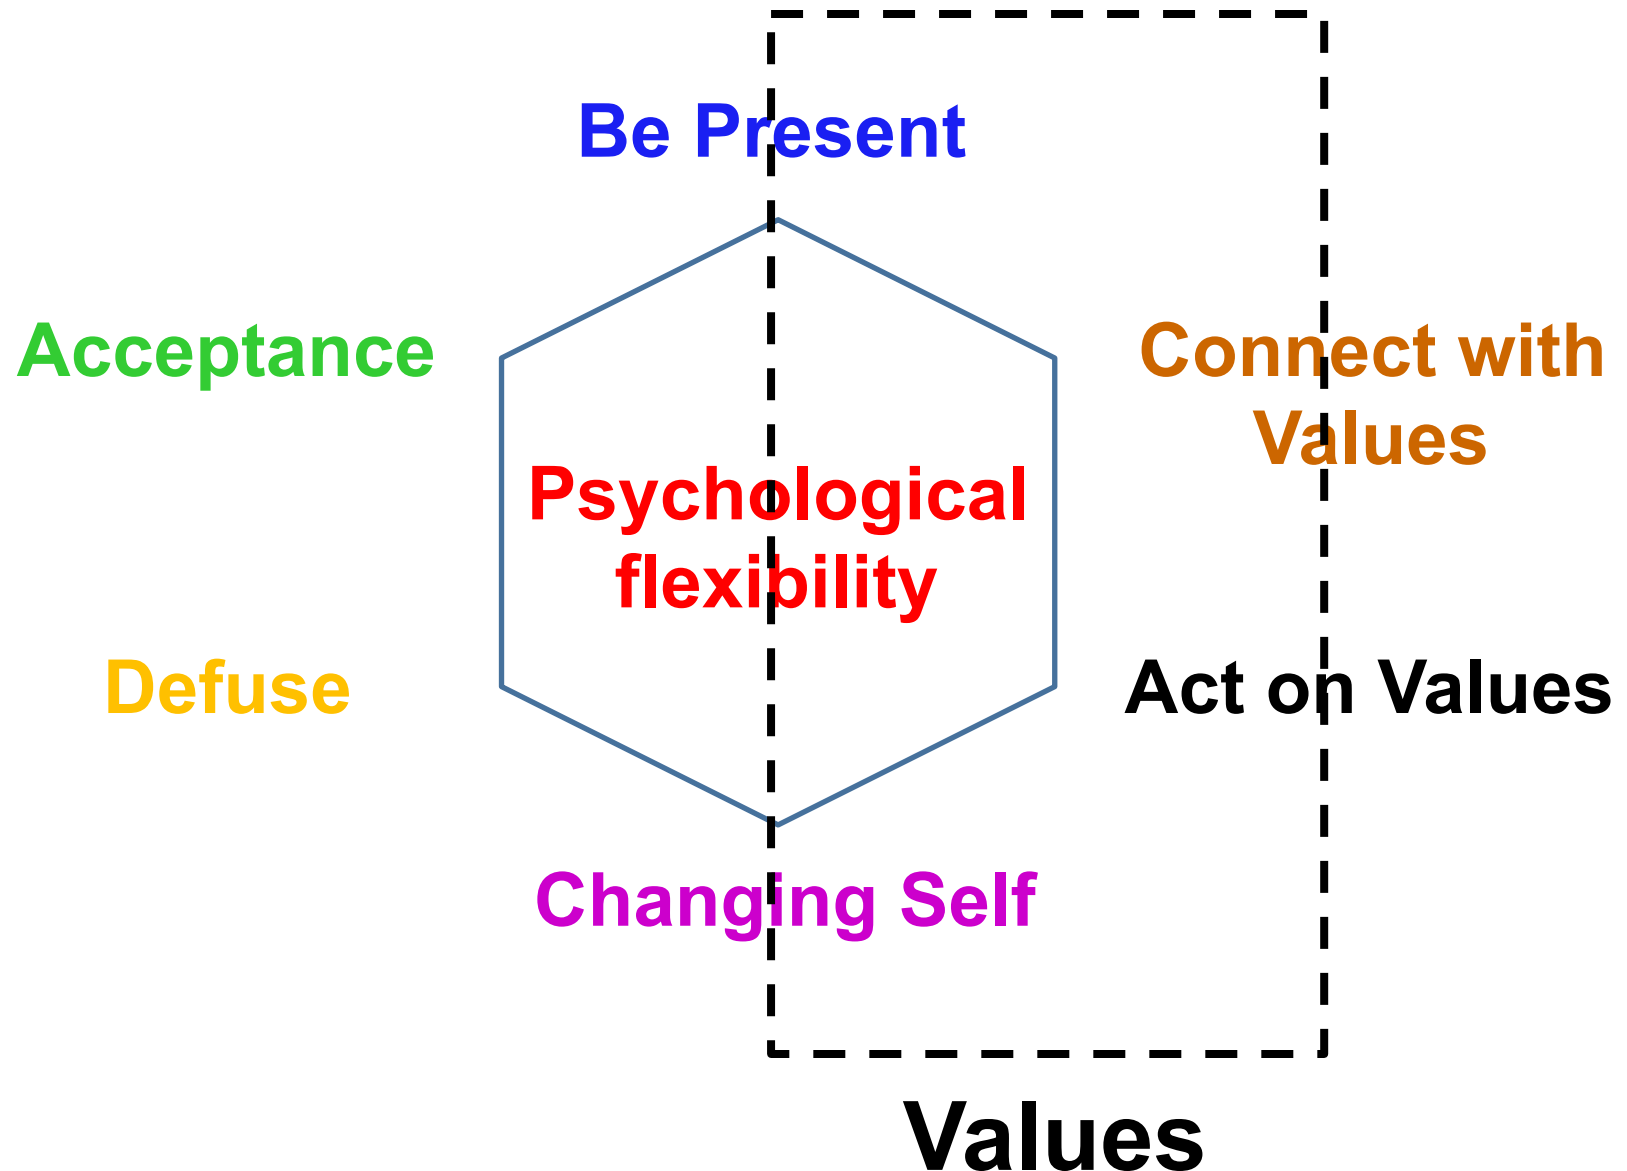 Be Present
Acceptance
Connect with
Values
Psychological
flexibility
Defuse
Act on Values
Changing Self
Values